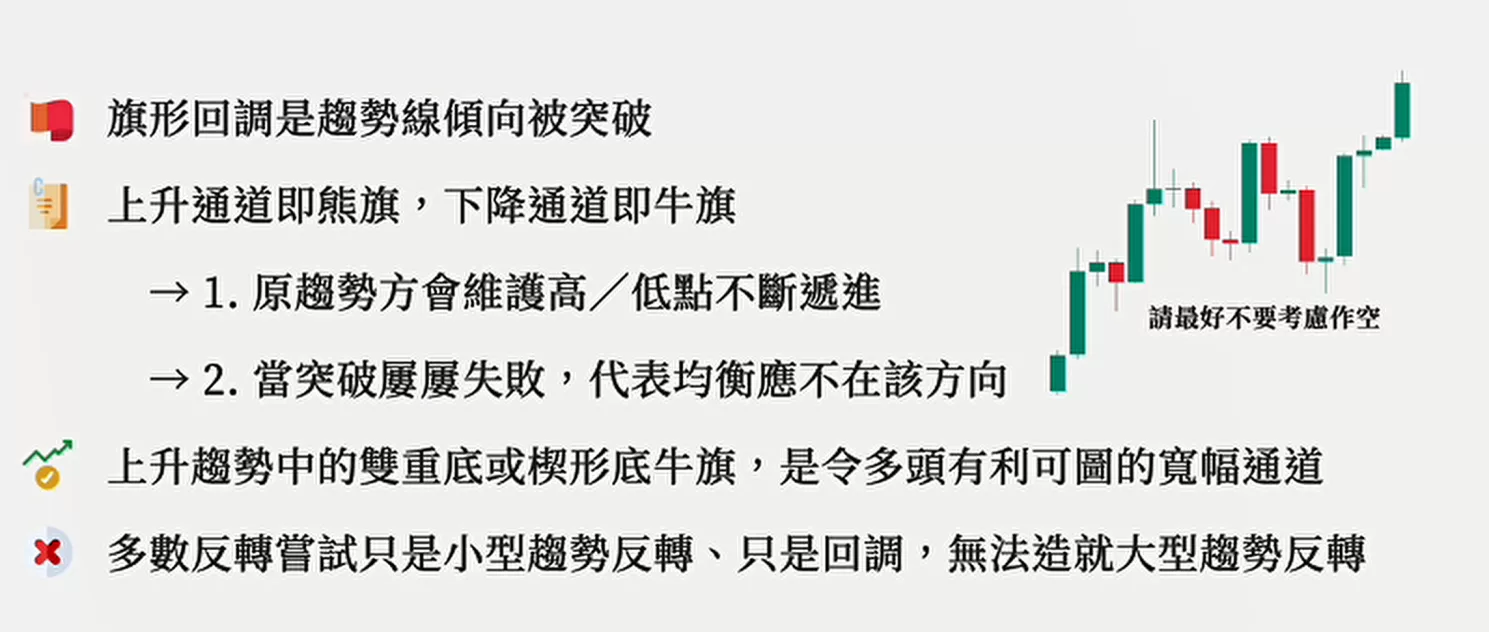 旗形回調是趨勢線傾向被突破
上升通道即熊旗，下降通道即牛旗
→ 1. 原趨勢方會維護高／低點不斷遞進
請最好不要考慮作空
→ 2. 當突破屢屢失敗，代表均衡應不在該方向
上升趨勢中的雙重底或楔形底牛旗，是令多頭有利可圖的寬幅通道
多數反轉嘗試只是小型趨勢反轉、只是回調，無法造就大型趨勢反轉